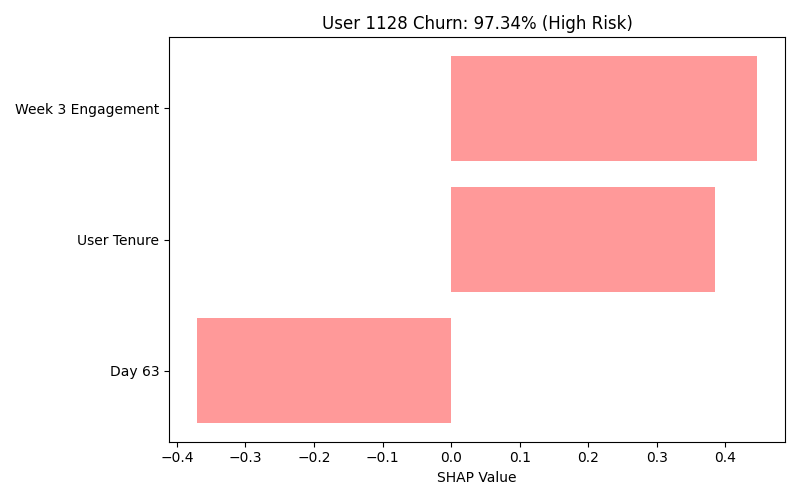 User 1128 Churn: 97.34% (High Risk)
Week 3 Engagement
User Tenure
Day 63
−0.4 −0.3 −0.2 −0.1 0.0 0.1 0.2 0.3 0.4
SHAP Value